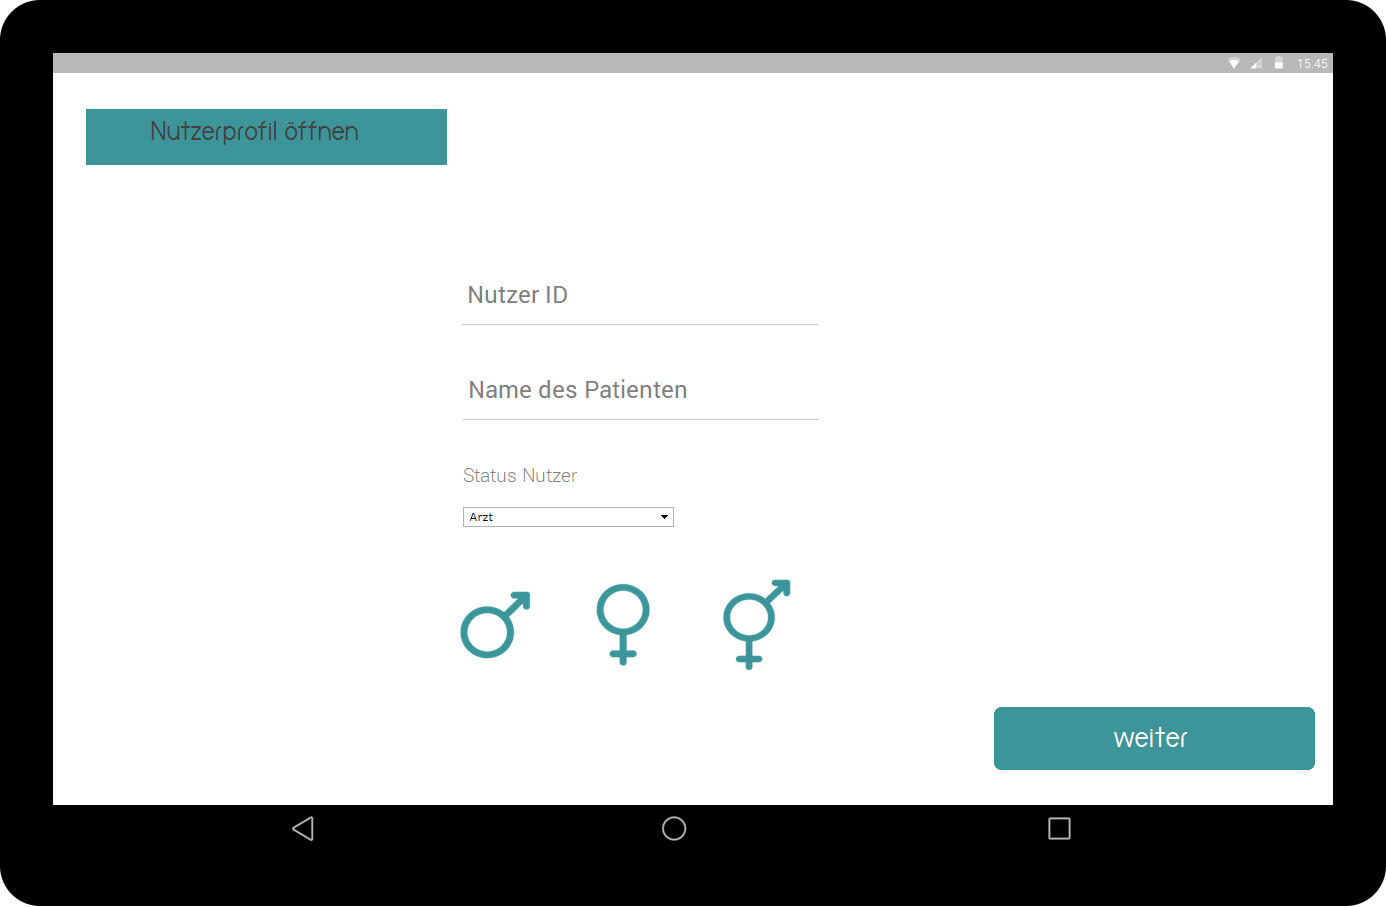 15:45
Nutzerprofil öffnen
Nutzer ID
Name des Patienten
Status Nutzer
Arzt
weiter